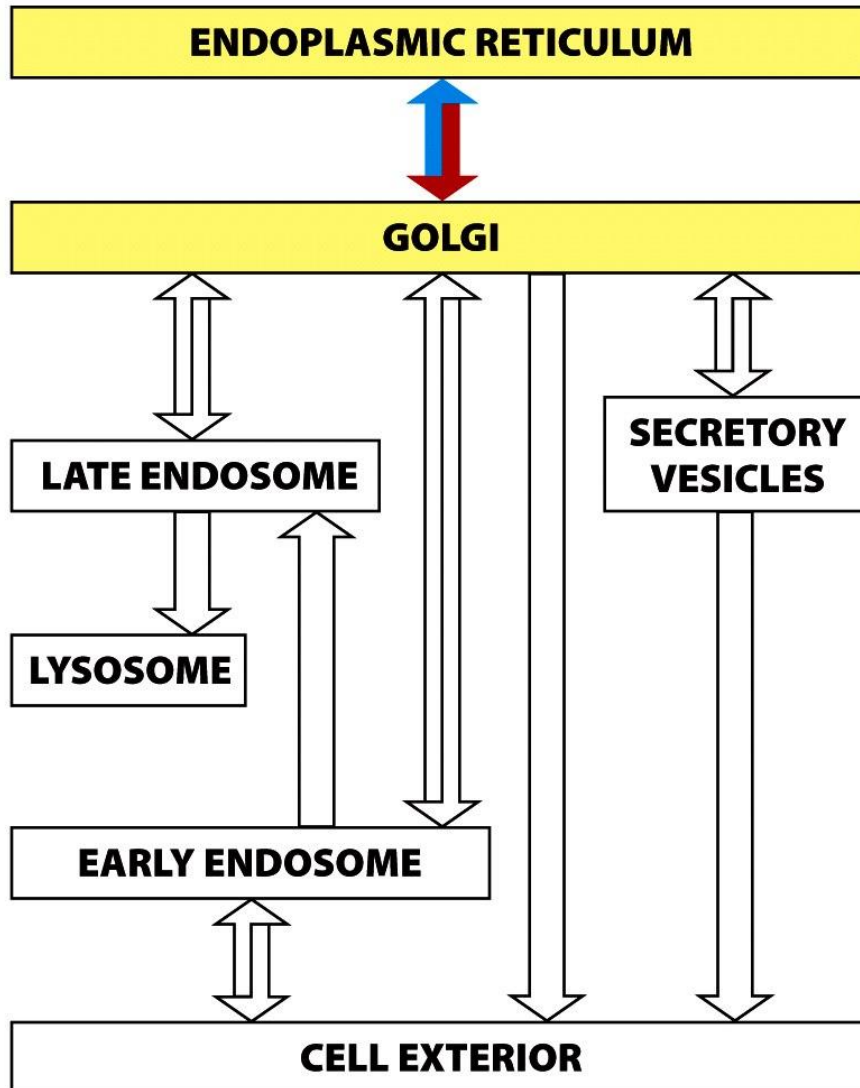 ENDOPLASMIC RETICULUM
GOLGI
LATE ENDOSOME
SECRETORY
VESICLES
LYSOSOME
EARLY ENDOSOME
CELL EXTERIOR